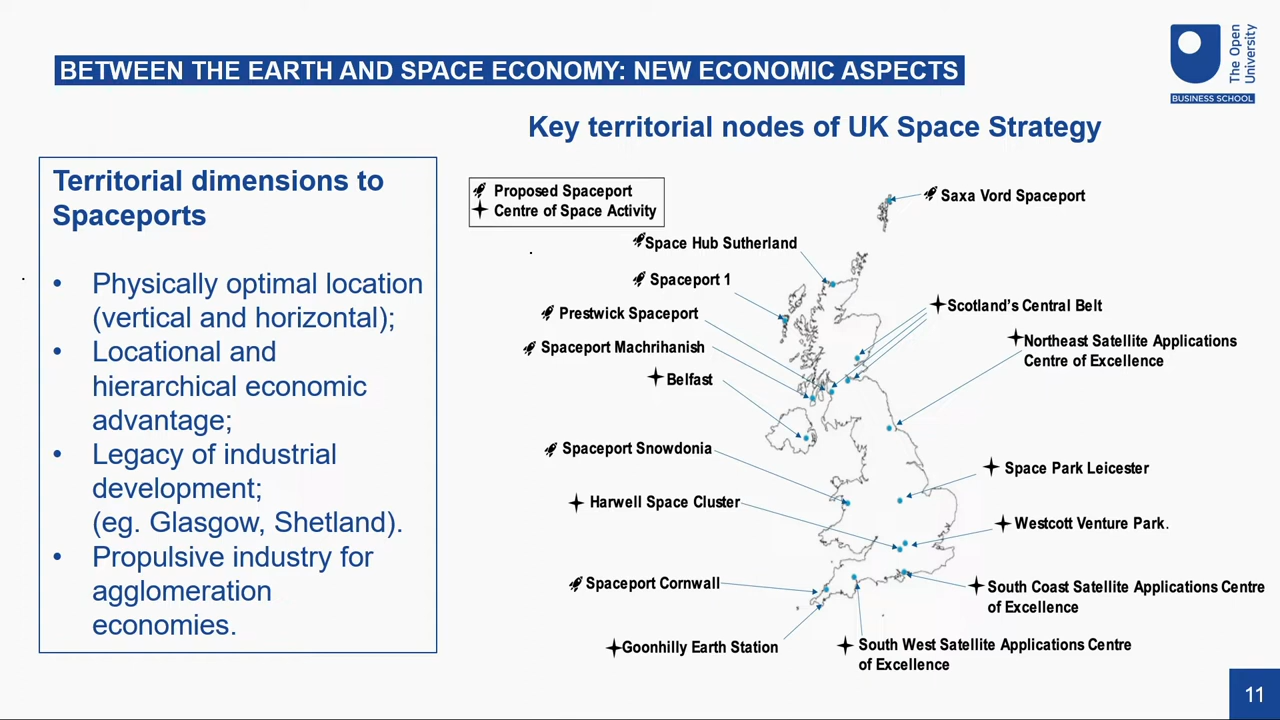 BETWEEN THE EARTH AND SPACE ECONOMY: NEW ECONOMIC ASPECTS
The Open
University
BUSINESS SCHOOL
Key territorial nodes of UK Space Strategy
Territorial dimensions to
Spaceports
• Physically optimal location
(vertical and horizontal);
• Locational and
hierarchical economic
advantage;
• Legacy of industrial
development;
(eg. Glasgow, Shetland).
• Propulsive industry for
agglomeration
economies.
Proposed Spaceport
Centre of Space Activity
Saxa Vord Spaceport
Space Hub Sutherland
Spaceport 1
Scotland's Central Belt
Prestwick Spaceport
Northeast Satellite Applications
Centre of Excellence
Spaceport Machrihanish
Belfast
Spaceport Snowdonia
Space Park Leicester
Harwell Space Cluster
Westcott Venture Park.
Spaceport Cornwall
South Coast Satellite Applications Centre
of Excellence
Goonhilly Earth Station
South West Satellite Applications Centre
of Excellence
11